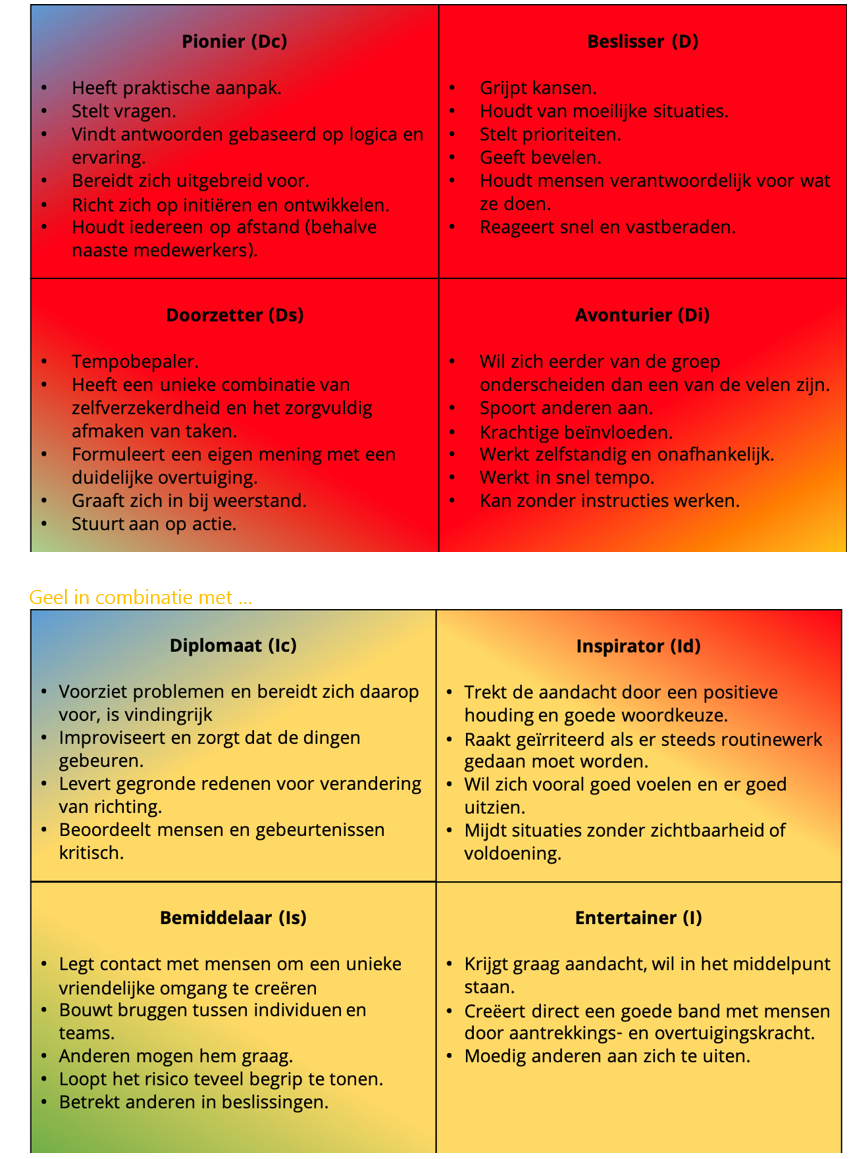 Pionier (Dc)
• Heeft praktische aanpak.
• Stelt vragen.
• Vindt antwoorden gebaseerd op logica en
ervaring.
• Bereidt zich uitgebreid voor.
• Richt zich op initiëren en ontwikkelen.
• Houdt iedereen op afstand (behalve
naaste medewerkers).
Beslisser (D)
• Grijpt kansen.
• Houdt van moeilijke situaties.
• Stelt prioriteiten.
• Geeft bevelen.
• Houdt mensen verantwoordelijk voor wat
ze doen.
• Reageert snel en vastberaden.
Doorzetter (Ds)
• Tempobepaler.
• Heeft een unieke combinatie van
zelfverzekerdheid en het zorgvuldig
afmaken van taken.
• Formuleert een eigen mening met een
duidelijke overtuiging.
• Graaft zich in bij weerstand.
• Stuurt aan op actie.
Avonturier (Di)
• Wil zich eerder van de groep
onderscheiden dan een van de velen zijn.
• Spoort anderen aan.
• Krachtige beïnvloeden.
• Werkt zelfstandig en onafhankelijk.
• Werkt in snel tempo.
• Kan zonder instructies werken.
Geel in combinatie met ...
Diplomaat (Ic)
• Voorziet problemen en bereidt zich daarop
voor, is vindingrijk
• Improviseert en zorgt dat de dingen
gebeuren.
• Levert gegronde redenen voor verandering
van richting.
• Beoordeelt mensen en gebeurtenissen
kritisch.
Inspirator (Id)
• Trekt de aandacht door een positieve
houding en goede woordkeuze.
• Raakt geïrriteerd als er steeds routinewerk
gedaan moet worden.
• Wil zich vooral goed voelen en er goed
uitzien.
• Mijdt situaties zonder zichtbaarheid of
voldoening.
Bemiddelaar (Is)
• Legt contact met mensen om een unieke
vriendelijke omgang te creëren
• Bouwt bruggen tussen individuen en
teams.
• Anderen mogen hem graag.
• Loopt het risico teveel begrip te tonen.
• Betrekt anderen in beslissingen.
Entertainer (I)
• Krijgt graag aandacht, wil in het middelpunt
staan.
• Creëert direct een goede band met mensen
door aantrekkings- en overtuigingskracht.
• Moedig anderen aan zich te uiten.